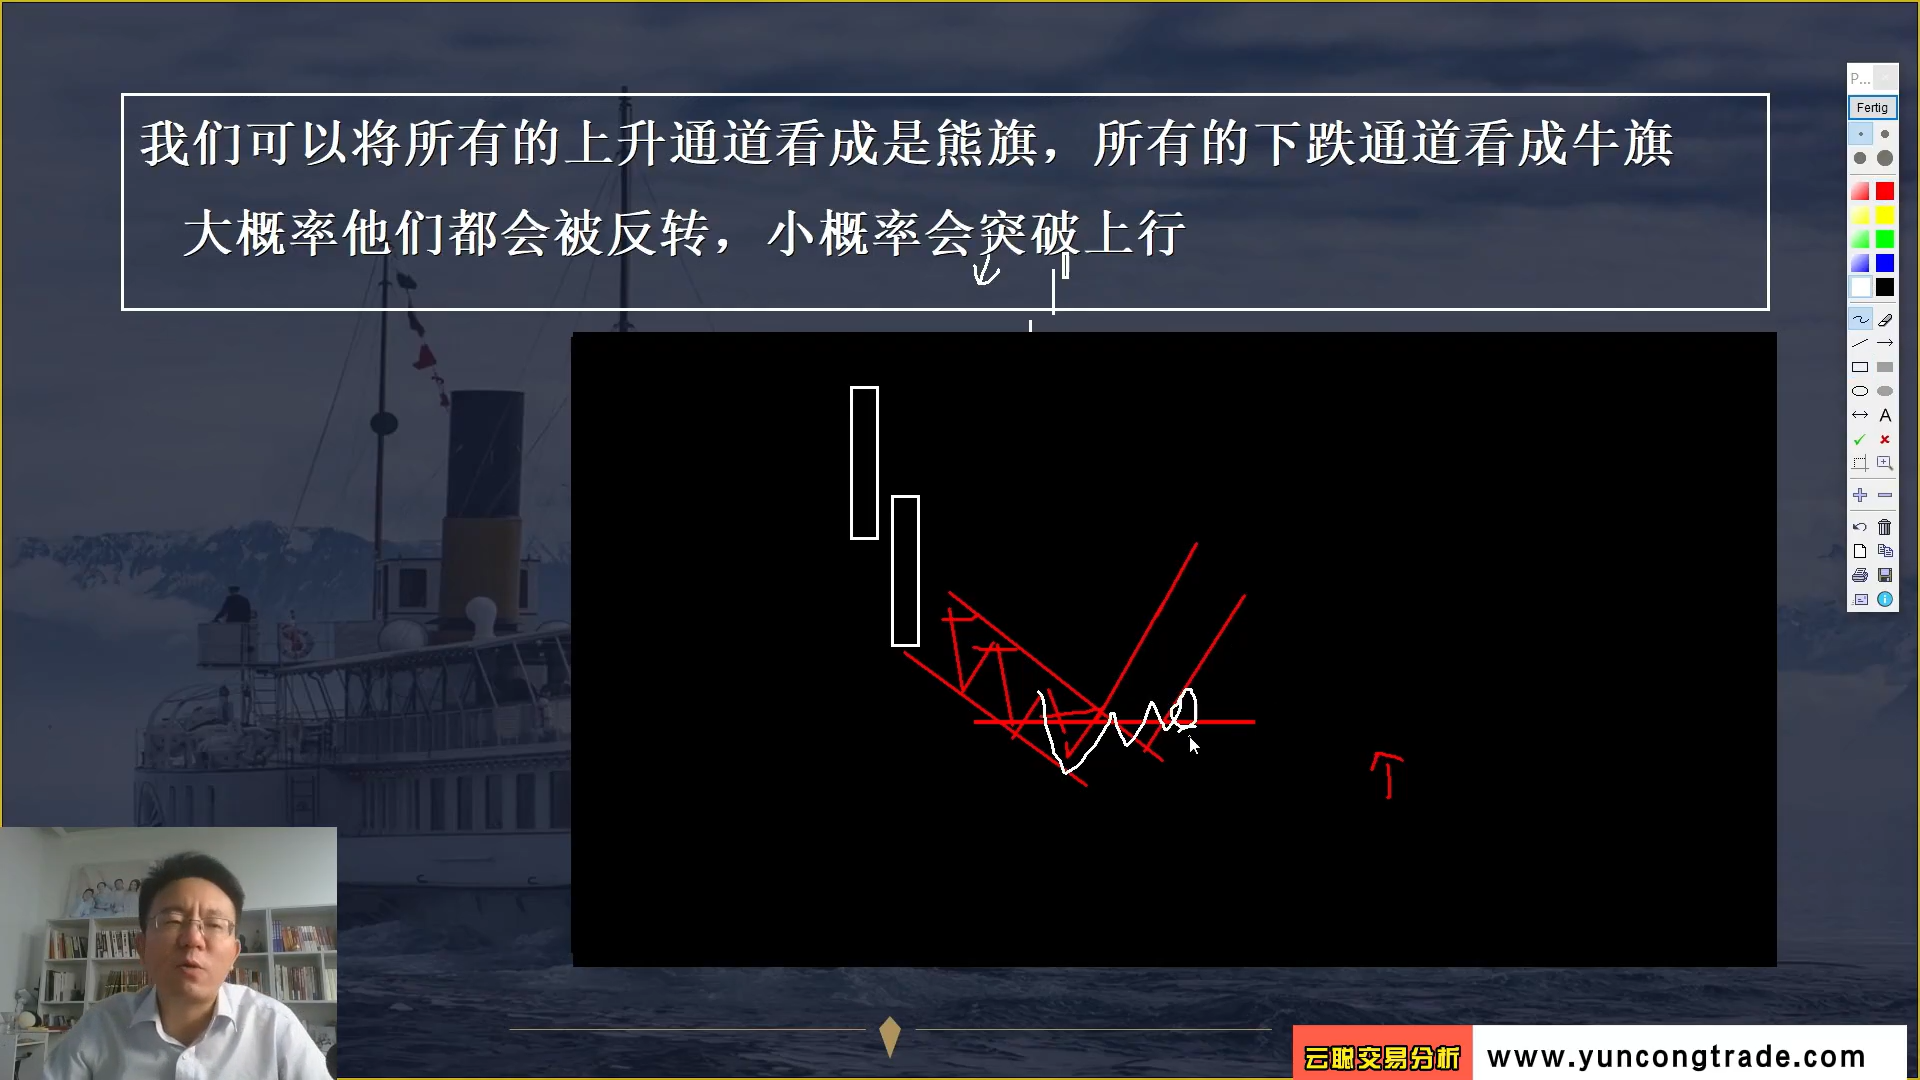 我们可以将所有的上升通道看成是熊旗，所有的下跌通道看成牛旗
大概率他们都会被反转，小概率会突破上行
P...
Fertig
A
云聪交易分析
www.yuncongtrade.com